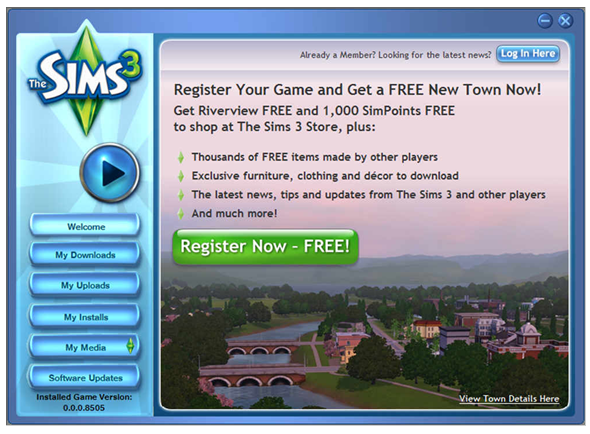 The SIMS 3
Already a Member? Looking for the latest news? Log In Here
Register Your Game and Get a FREE New Town Now!
Get Riverview FREE and 1,000 SimPoints FREE
to shop at The Sims 3 Store, plus:
Thousands of FREE items made by other players
Exclusive furniture, clothing and décor to download
The latest news, tips and updates from The Sims 3 and other players
And much more!
Register Now – FREE!
Welcome
My Downloads
My Uploads
My Installs
My Media
Software Updates
Installed Game Version:
0.0.0.8505
View Town Details Here